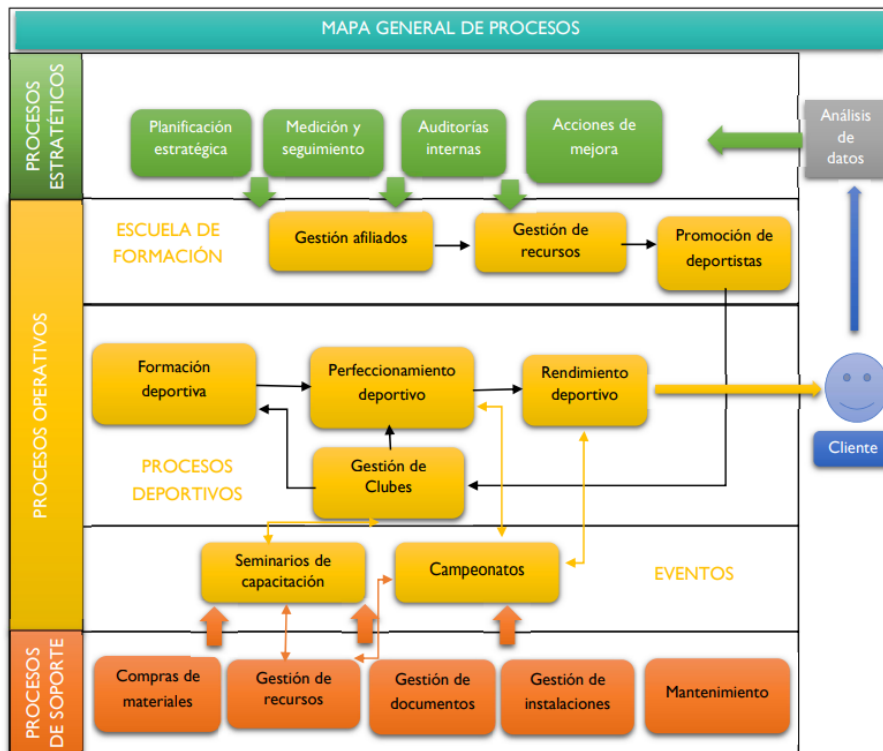 MAPA GENERAL DE PROCESOS
PROCESOS
ESTRATÉTICOS
Planificación
estratégica
Medición y
seguimiento
Auditorías
internas
Acciones de
mejora
Análisis
de
datos
PROCESOS OPERATIVOS
ESCUELA DE
FORMACIÓN
Gestión afiliados
Gestión de
recursos
Promoción de
deportistas
Formación
deportiva
Perfeccionamiento
deportivo
Rendimiento
deportivo
Cliente
PROCESOS
DEPORTIVOS
Gestión de
Clubes
Seminarios de
capacitación
Campeonatos
EVENTOS
PROCESOS
DE SOPORTE
Compras de
materiales
Gestión de
recursos
Gestión de
documentos
Gestión de
instalaciones
Mantenimiento